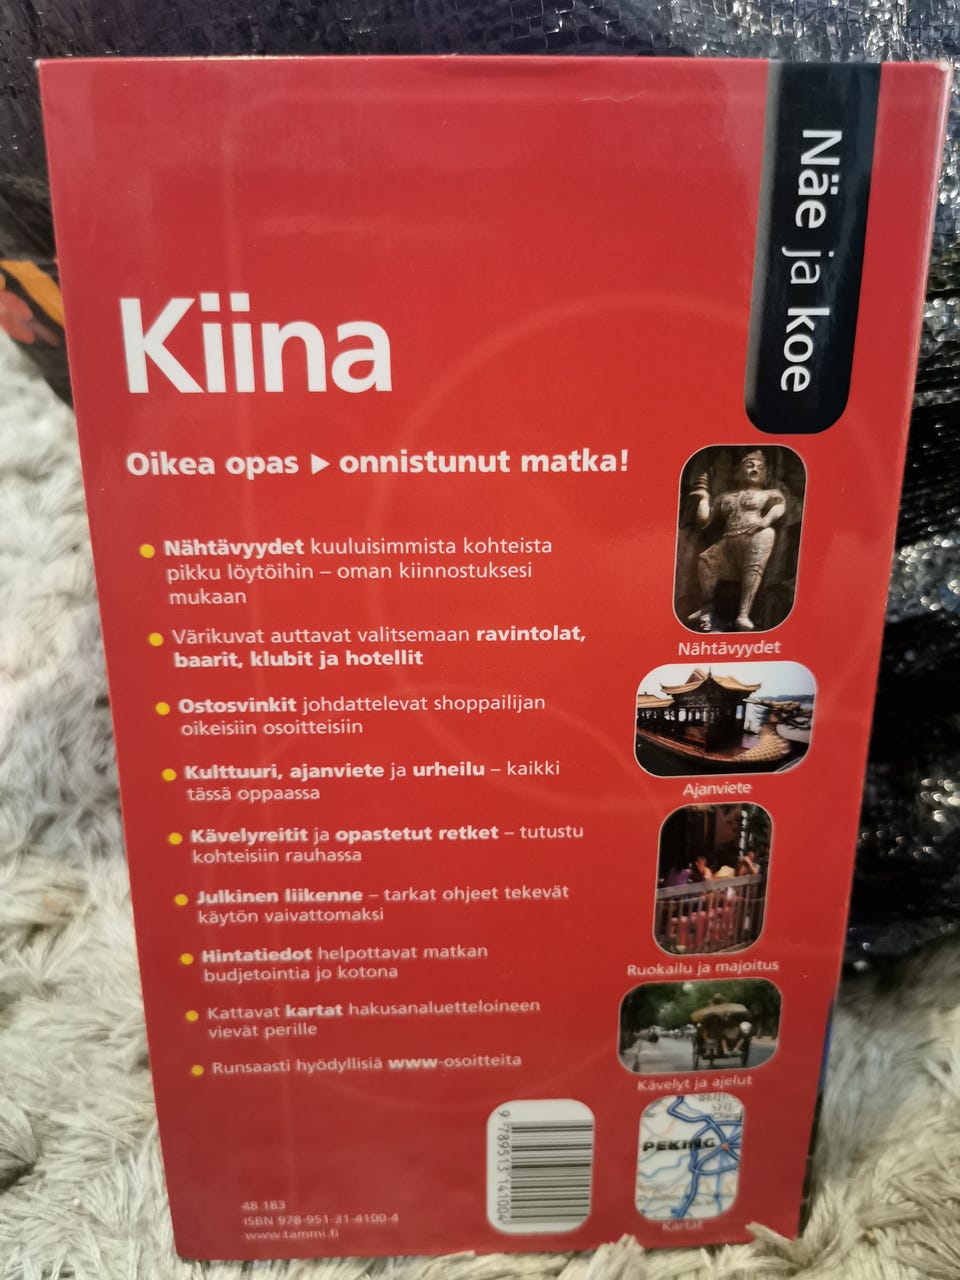 Näe ja koe
Kiina
Oikea opas ▶ onnistunut matka!
Nähtävyydet kuuluisimmista kohteista
pikku löytöihin – oman kiinnostuksesi
mukaan
Värikuvat auttavat valitsemaan ravintolat,
baarit, klubit ja hotellit
Ostosvinkit johdattelevat shoppailijan
oikeisiin osoitteisiin
Kulttuuri, ajanviete ja urheilu – kaikki
tässä oppaassa
Kävelyreitit ja opastetut retket – tutustu
kohteisiin rauhassa
Julkinen liikenne – tarkat ohjeet tekevät
käytön vaivattomaksi
Hintatiedot helpottavat matkan
budjetointia jo kotona
Kattavat kartat hakusanaluetteloineen
vievät perille
Runsaasti hyödyllisiä www-osoitteita
Nähtävyydet
Ajanviete
Ruokailu ja majoitus
Kävelyt ja ajelut
PEKING
Kartat
9 789513 141004
48.183
ISBN 978-951-31-4100-4
www.tammi.fi